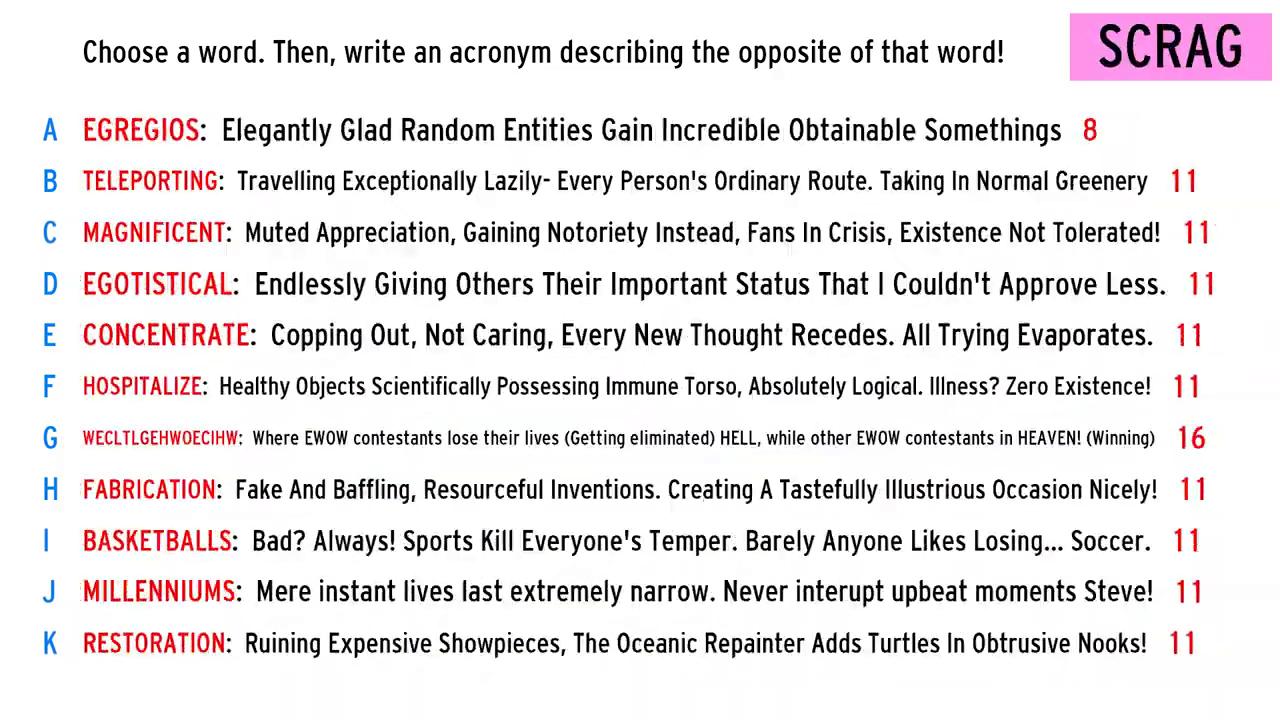 Choose a word. Then, write an acronym describing the opposite of that word!
SCRAG
A EGREGIOS: Elegantly Glad Random Entities Gain Incredible Obtainable Somethings 8
B TELEPORTING: Travelling Exceptionally Lazily- Every Person's Ordinary Route. Taking In Normal Greenery 11
C MAGNIFICENT: Muted Appreciation, Gaining Notoriety Instead, Fans In Crisis, Existence Not Tolerated! 11
D EGOTISTICAL: Endlessly Giving Others Their Important Status That I Couldn't Approve Less. 11
E CONCENTRATE: Copping Out, Not Caring, Every New Thought Recedes. All Trying Evaporates. 11
F HOSPITALIZE: Healthy Objects Scientifically Possessing Immune Torso, Absolutely Logical. Illness? Zero Existence! 11
G WECLTLGEHWOECIHW: Where EWOW contestants lose their lives (Getting eliminated) HELL, while other EWOW contestants in HEAVEN! (Winning) 16
H FABRICATION: Fake And Baffling, Resourceful Inventions. Creating A Tastefully Illustrious Occasion Nicely! 11
I BASKETBALLS: Bad? Always! Sports Kill Everyone's Temper. Barely Anyone Likes Losing... Soccer. 11
J MILLENNIUMS: Mere instant lives last extremely narrow. Never interupt upbeat moments Steve! 11
K RESTORATION: Ruining Expensive Showpieces, The Oceanic Repainter Adds Turtles In Obtrusive Nooks! 11